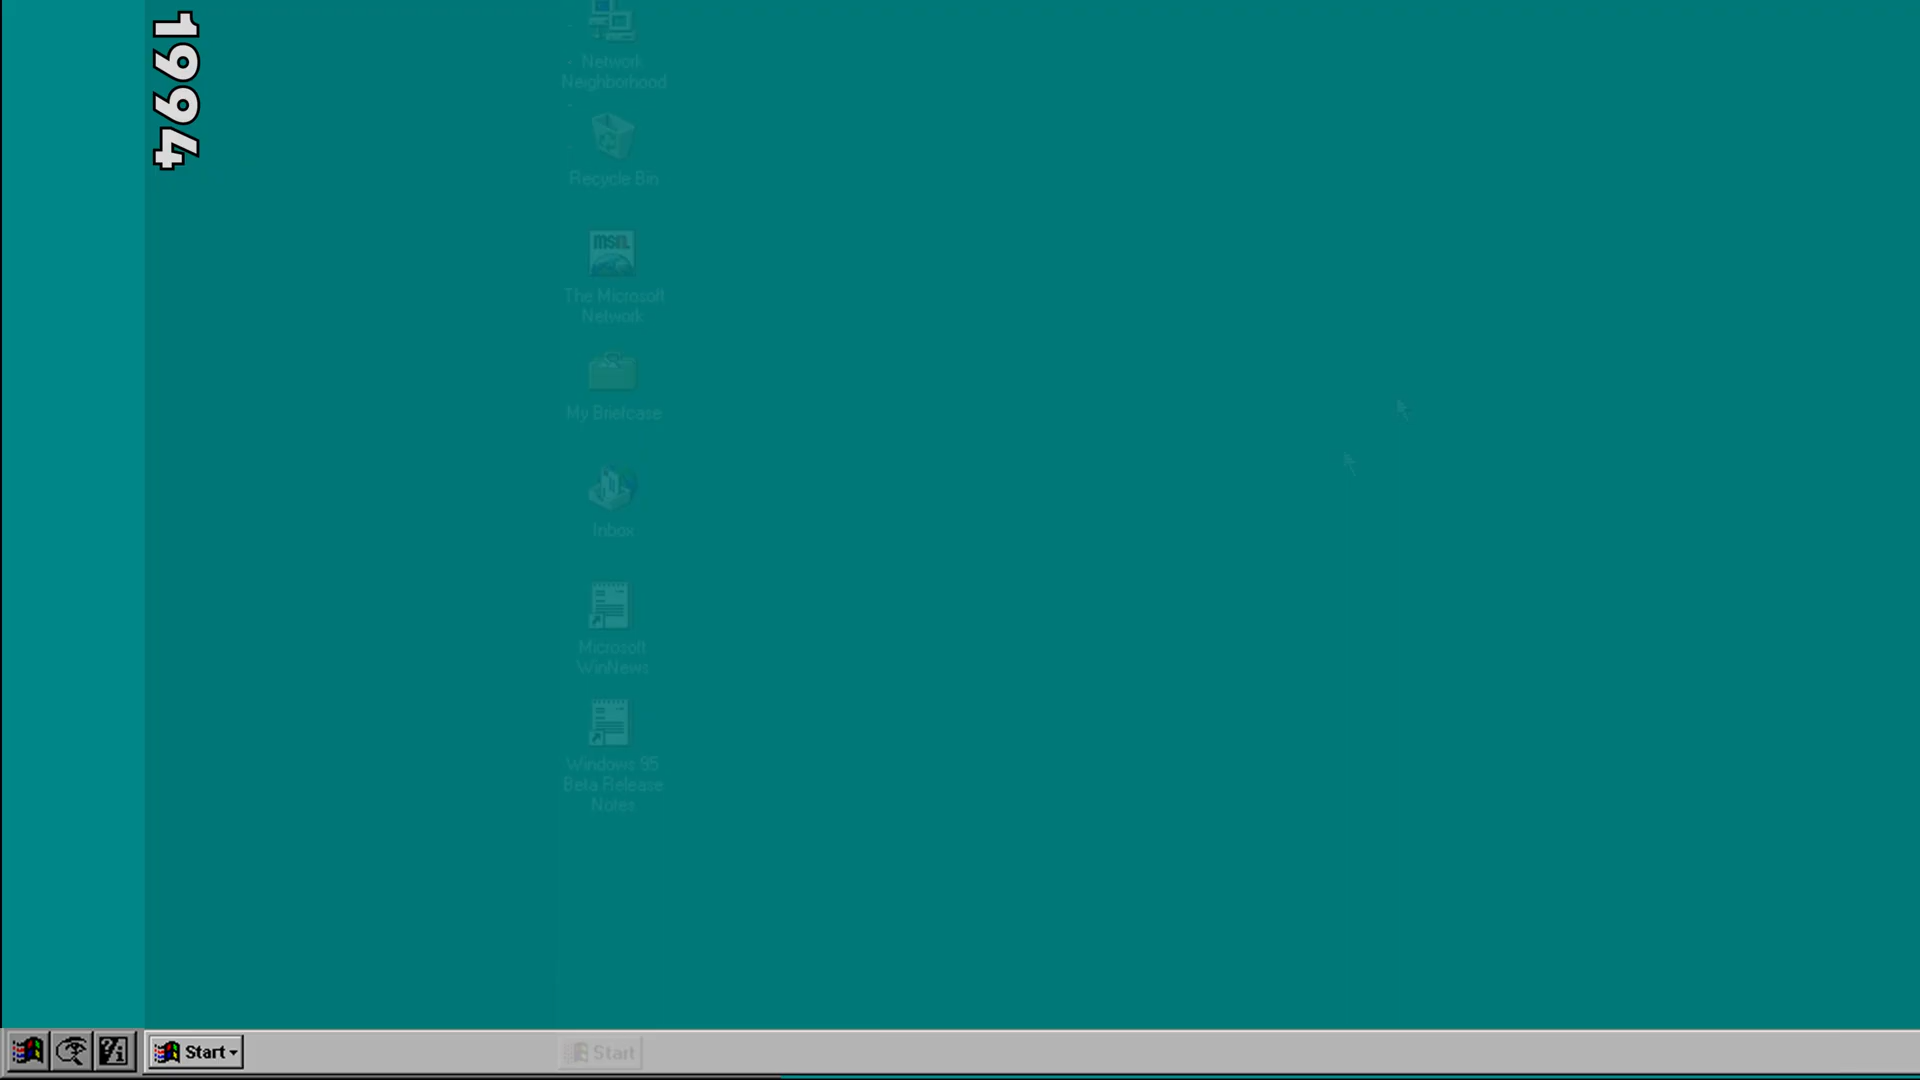 1994
Network
Neighborhood
Recycle Bin
msn.
The Microsoft
Network
My Briefcase
Inbox
Microsoft
WinNews
Windows 95
Beta Release
Notes
?i
Start
Start